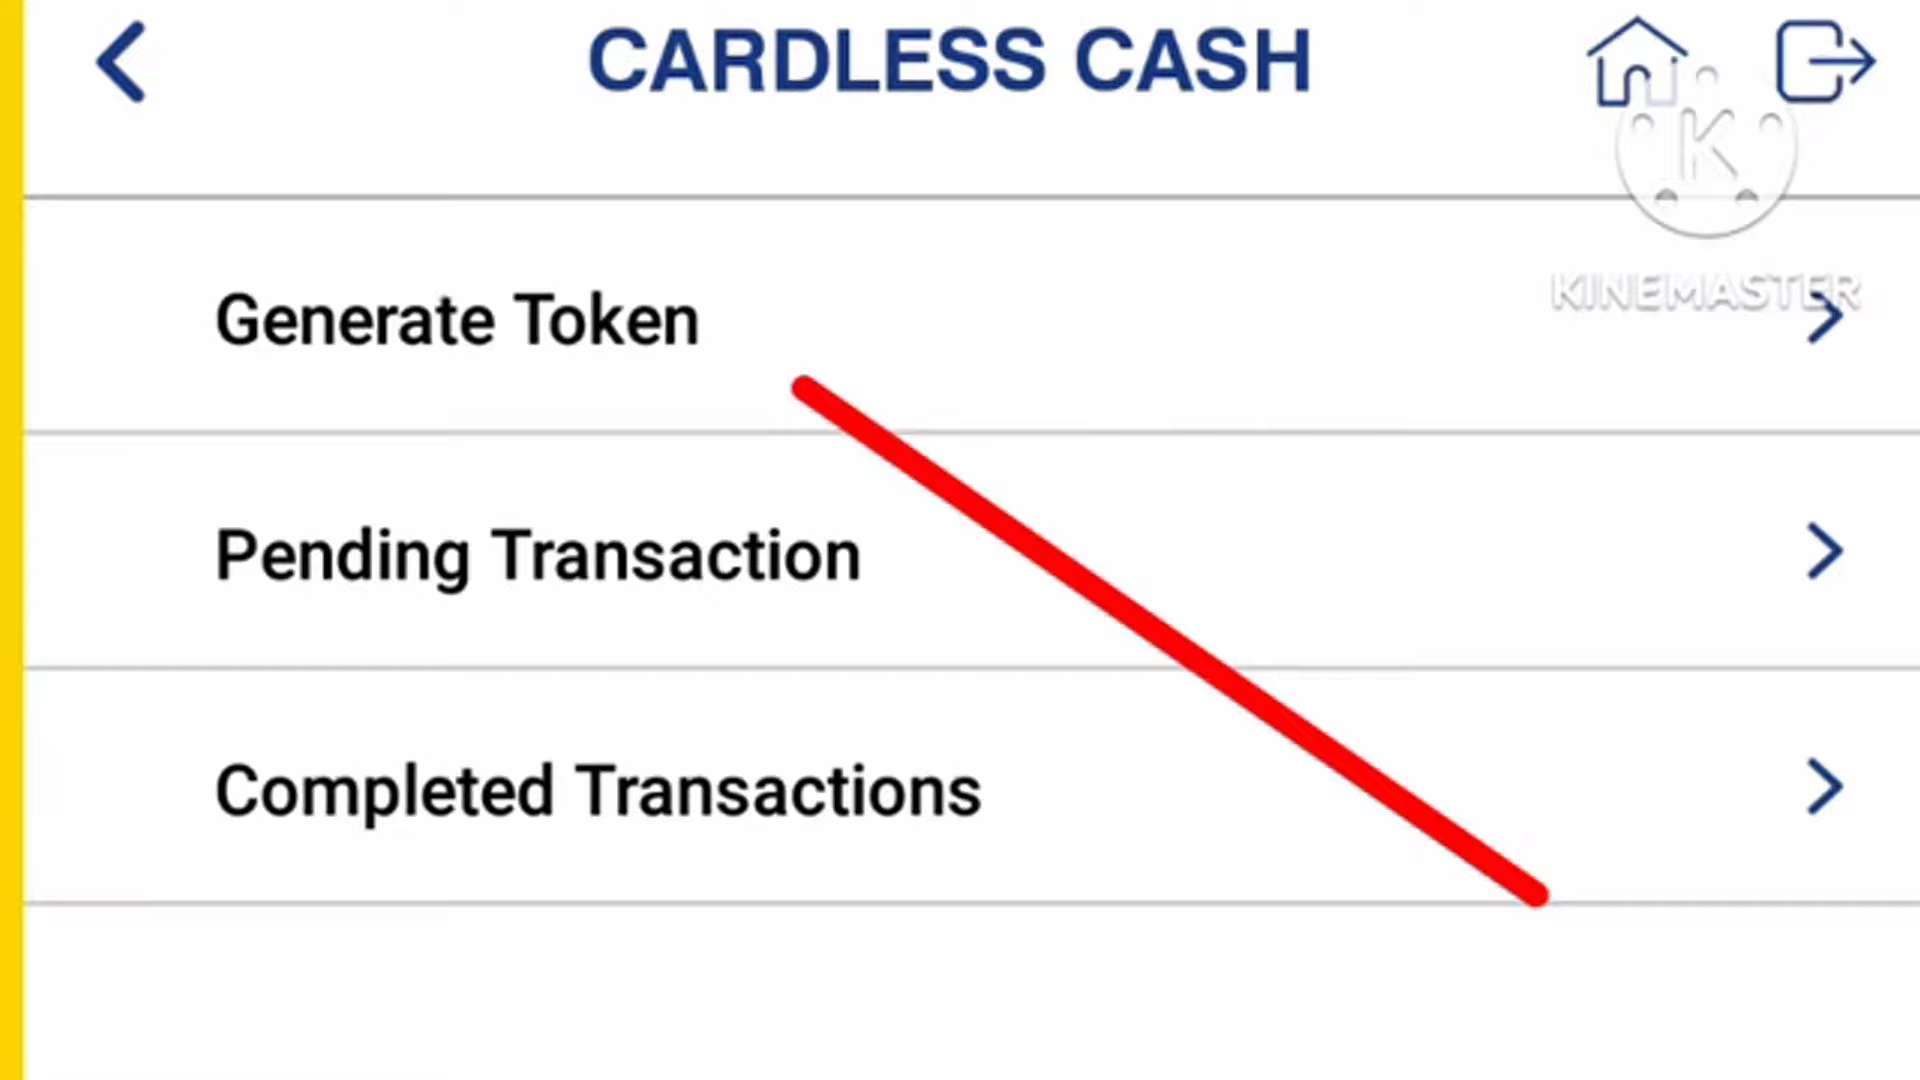 CARDLESS CASH
K
KINEMASTER
Generate Token
Pending Transaction
Completed Transactions